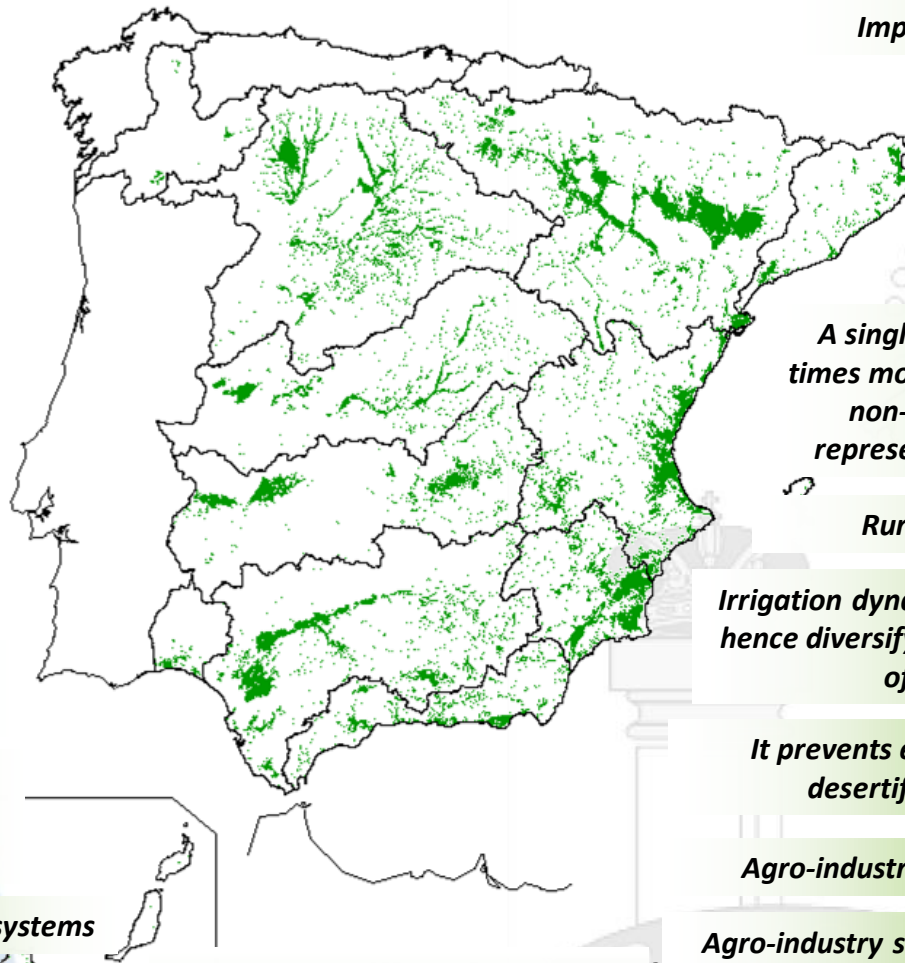 Imp
A singl
times mo
non-
represe
Rur
Irrigation dyna
hence diversify
of
It prevents e
desertif
Agro-industr
systems
Agro-industry s